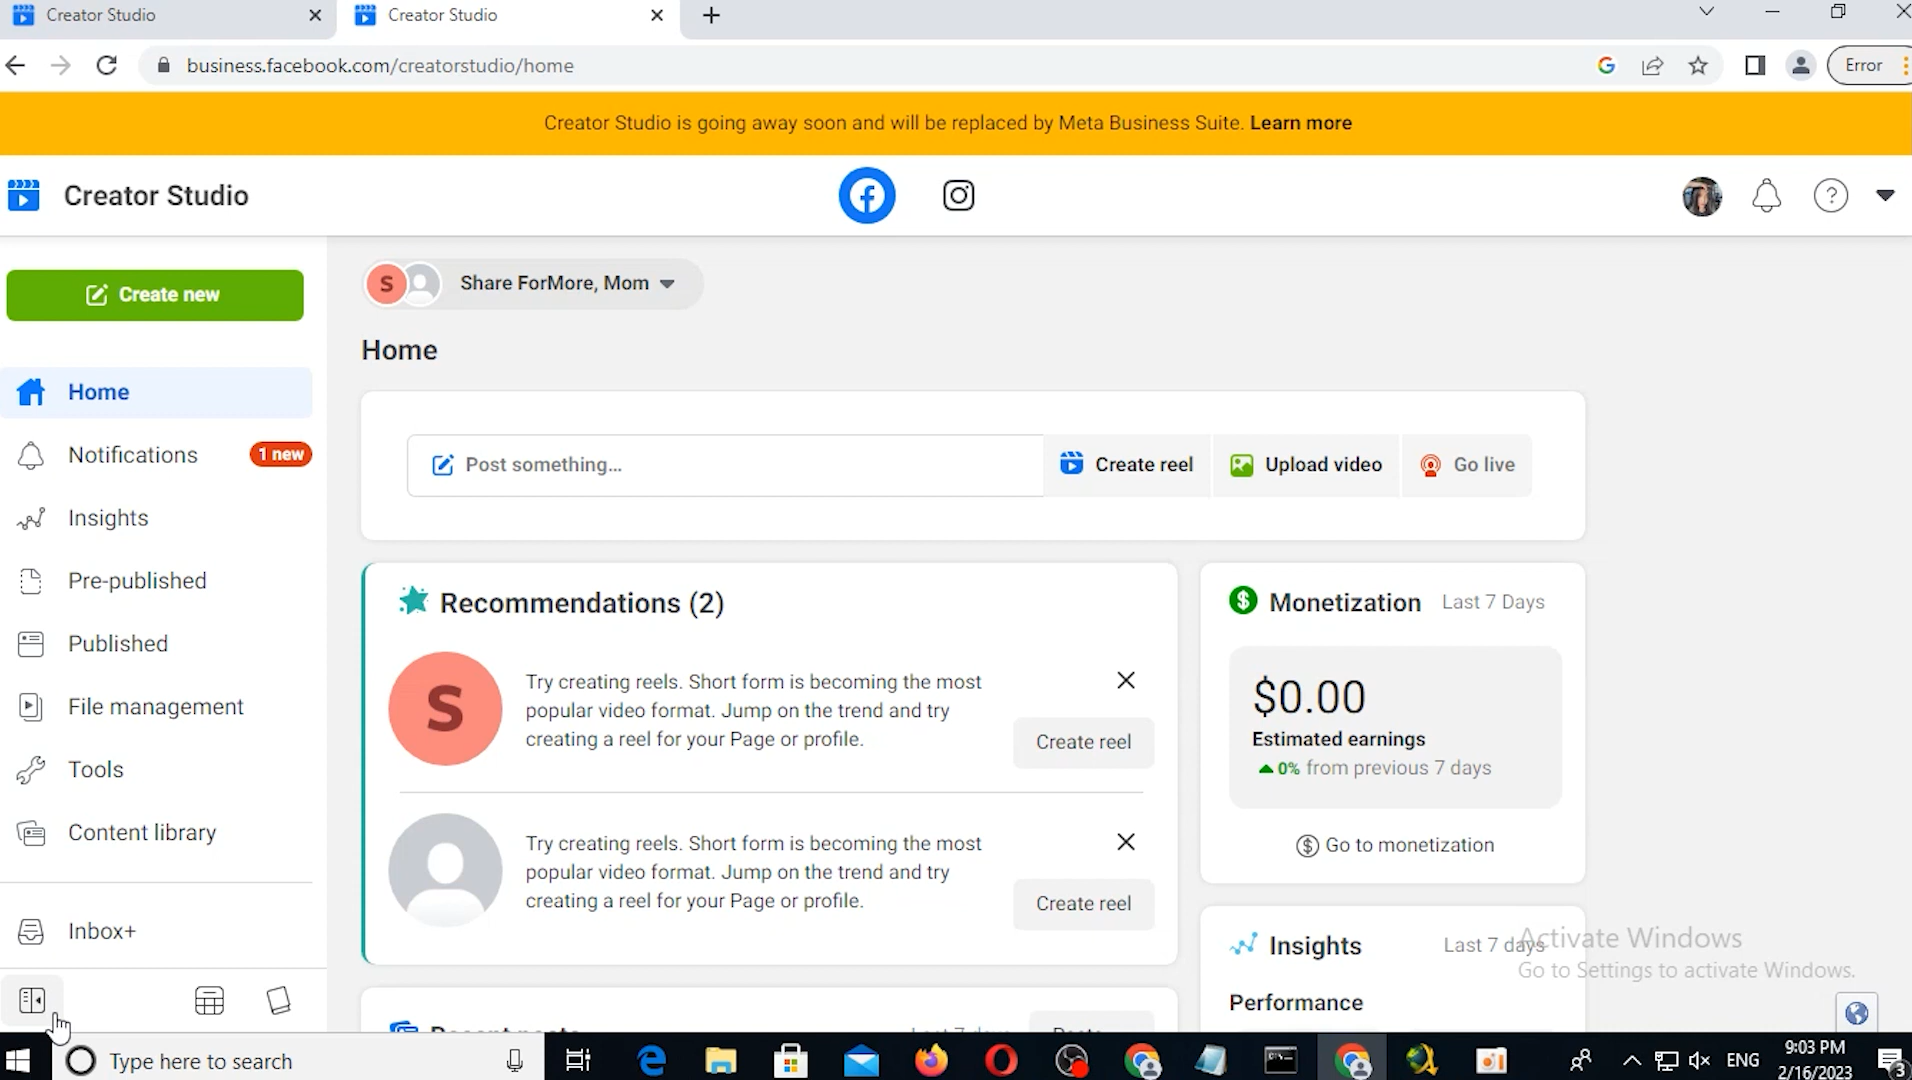 Creator Studio
Creator Studio
business.facebook.com/creatorstudio/home
Error
Creator Studio is going away soon and will be replaced by Meta Business Suite. Learn more
Creator Studio
Create new
Home
Notifications
1 new
Insights
Pre-published
Published
File management
Tools
Content library
Inbox+
S
Share ForMore, Mom
Home
Post something...
Create reel
Upload video
Go live
Recommendations (2)
S
Try creating reels. Short form is becoming the most
popular video format. Jump on the trend and try
creating a reel for your Page or profile.
Create reel
Try creating reels. Short form is becoming the most
popular video format. Jump on the trend and try
creating a reel for your Page or profile.
Create reel
Monetization
Last 7 Days
$0.00
Estimated earnings
0% from previous 7 days
Go to monetization
Insights
Last 7 days
Performance
Activate Windows
Go to Settings to activate Windows.
Recent posts
Last 7 days
Posts
Type here to search
ENG
9:03 PM
2/16/2023
3